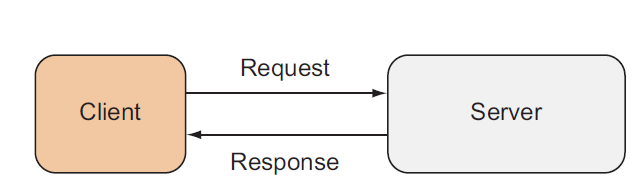 Request
Client
Server
Response